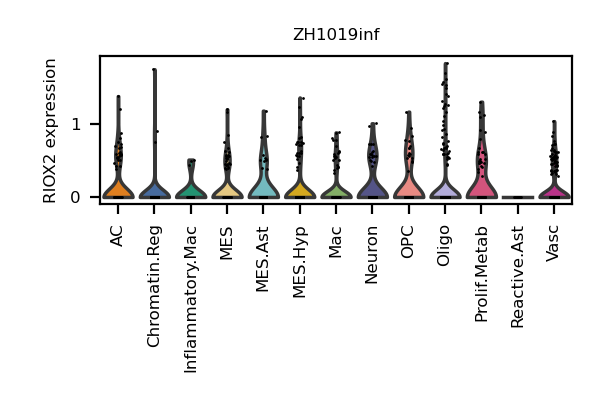 ZH1019inf
RIOX2 expression
1
0
AC
Chromatin.Reg
Inflammatory.Mac
MES
MES.Ast
MES.Hyp
Mac
Neuron
OPC
Oligo
Prolif.Metab
Reactive.Ast
Vasc